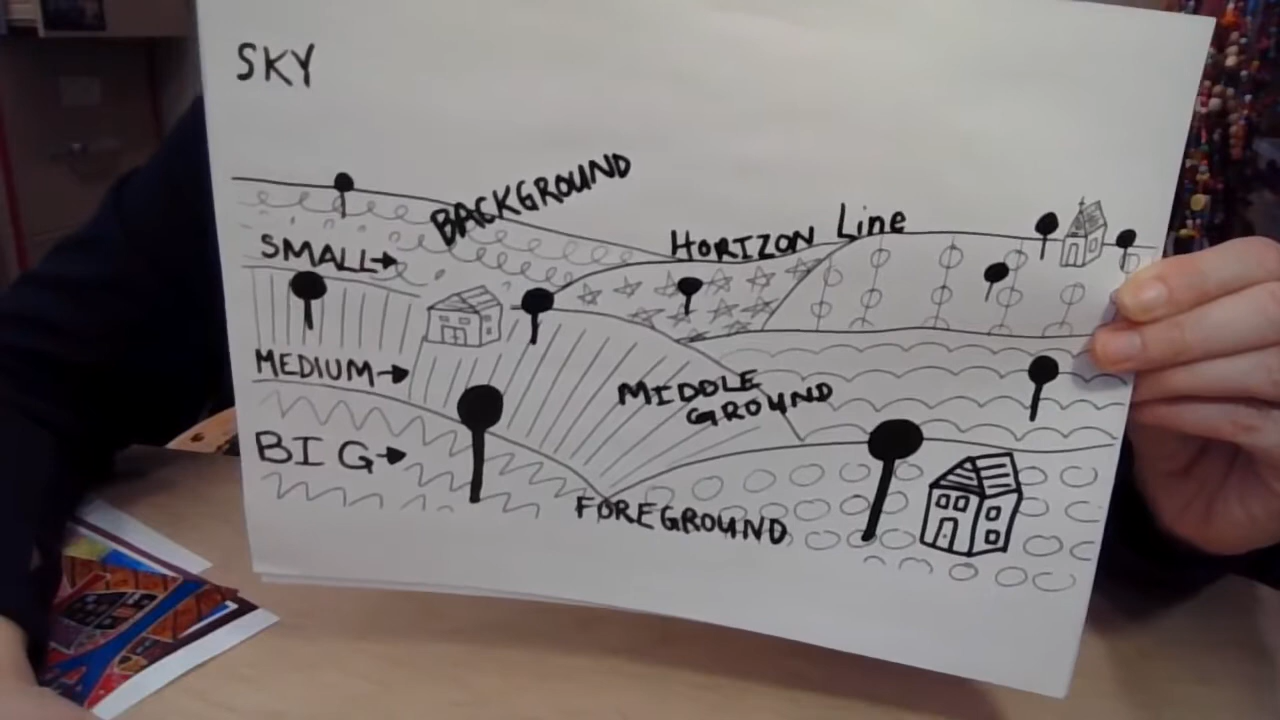 SKY
BACKGROUND
HORIZON Line
SMALL
MEDIUM
MIDDLE
GROUND
BIG
FOREGROUND